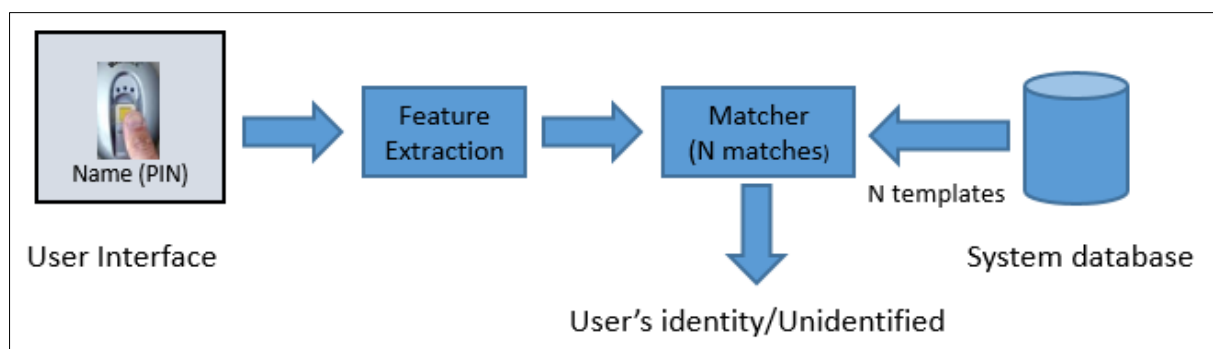 Name (PIN)
User Interface
Feature
Extraction
Matcher
(N matches)
N templates
System database
User's identity/Unidentified